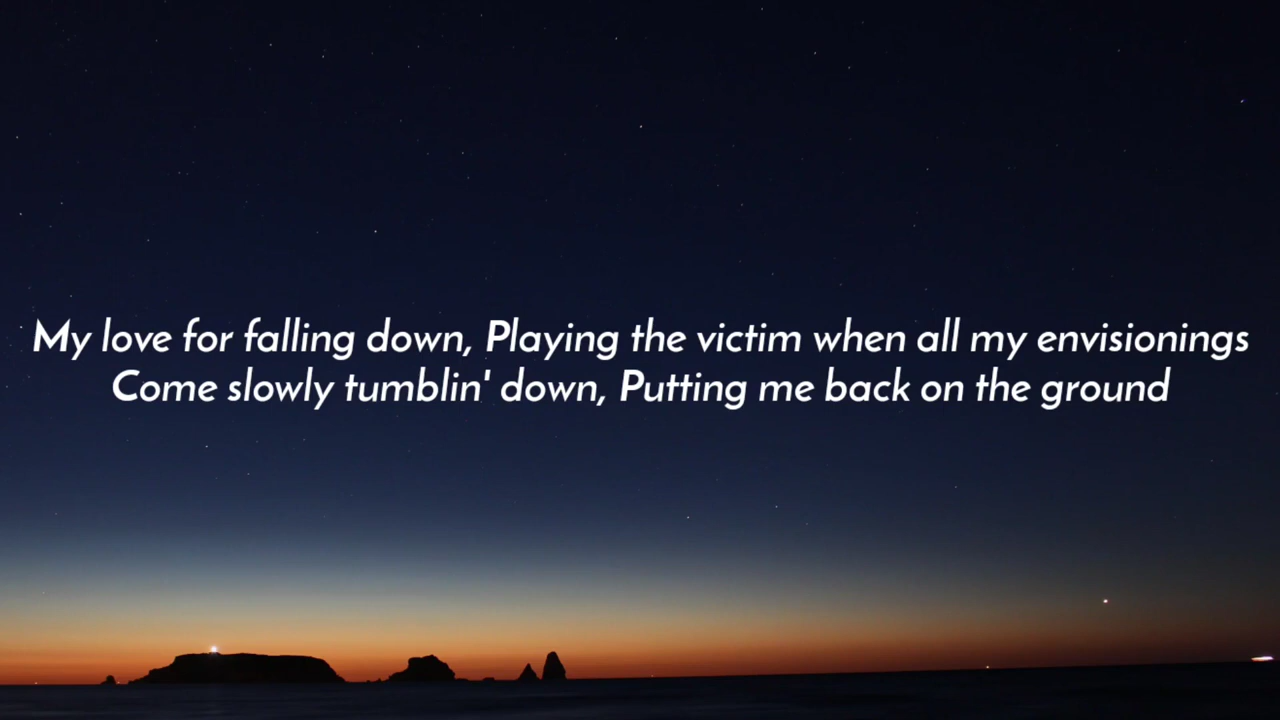 My love for falling down, Playing the victim when all my envisionings
Come slowly tumblin' down, Putting me back on the ground